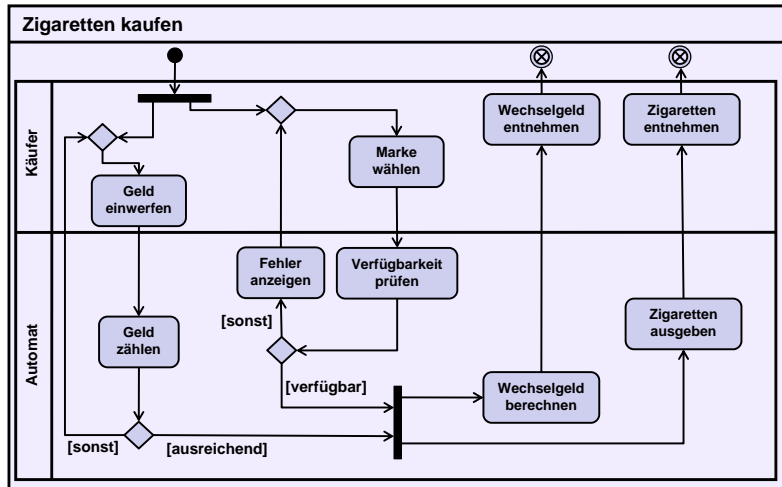 Zigaretten kaufen
Käufer
Wechselgeld
entnehmen
Zigaretten
entnehmen
Marke
wählen
Geld
einwerfen
Automat
Fehler
anzeigen
Verfügbarkeit
prüfen
[sonst]
Zigaretten
ausgeben
Geld
zählen
[verfügbar]
Wechselgeld
berechnen
[sonst]
[ausreichend]